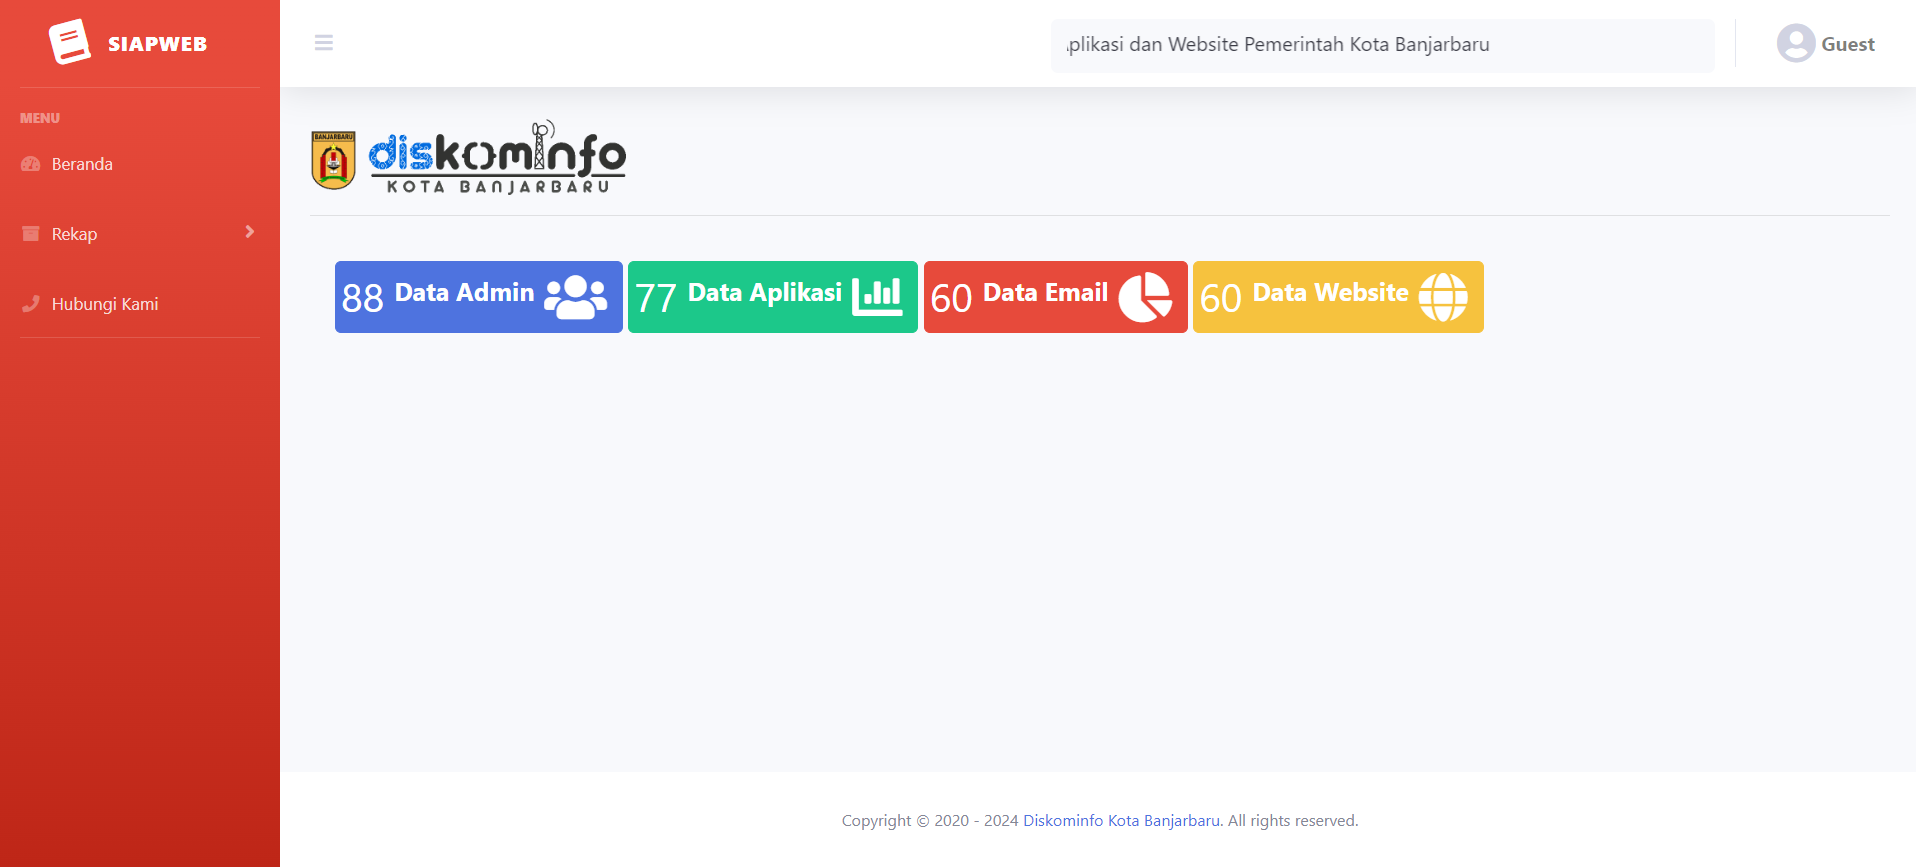 SIAPWEB
MENU
Beranda
Rekap
Hubungi Kami
plikasi dan Website Pemerintah Kota Banjarbaru
Guest
BANJARBARU
diskominfo
KOTA BANJARBARU
88 Data Admin
77 Data Aplikasi
60 Data Email
60 Data Website
Copyright © 2020 - 2024 Diskominfo Kota Banjarbaru. All rights reserved.